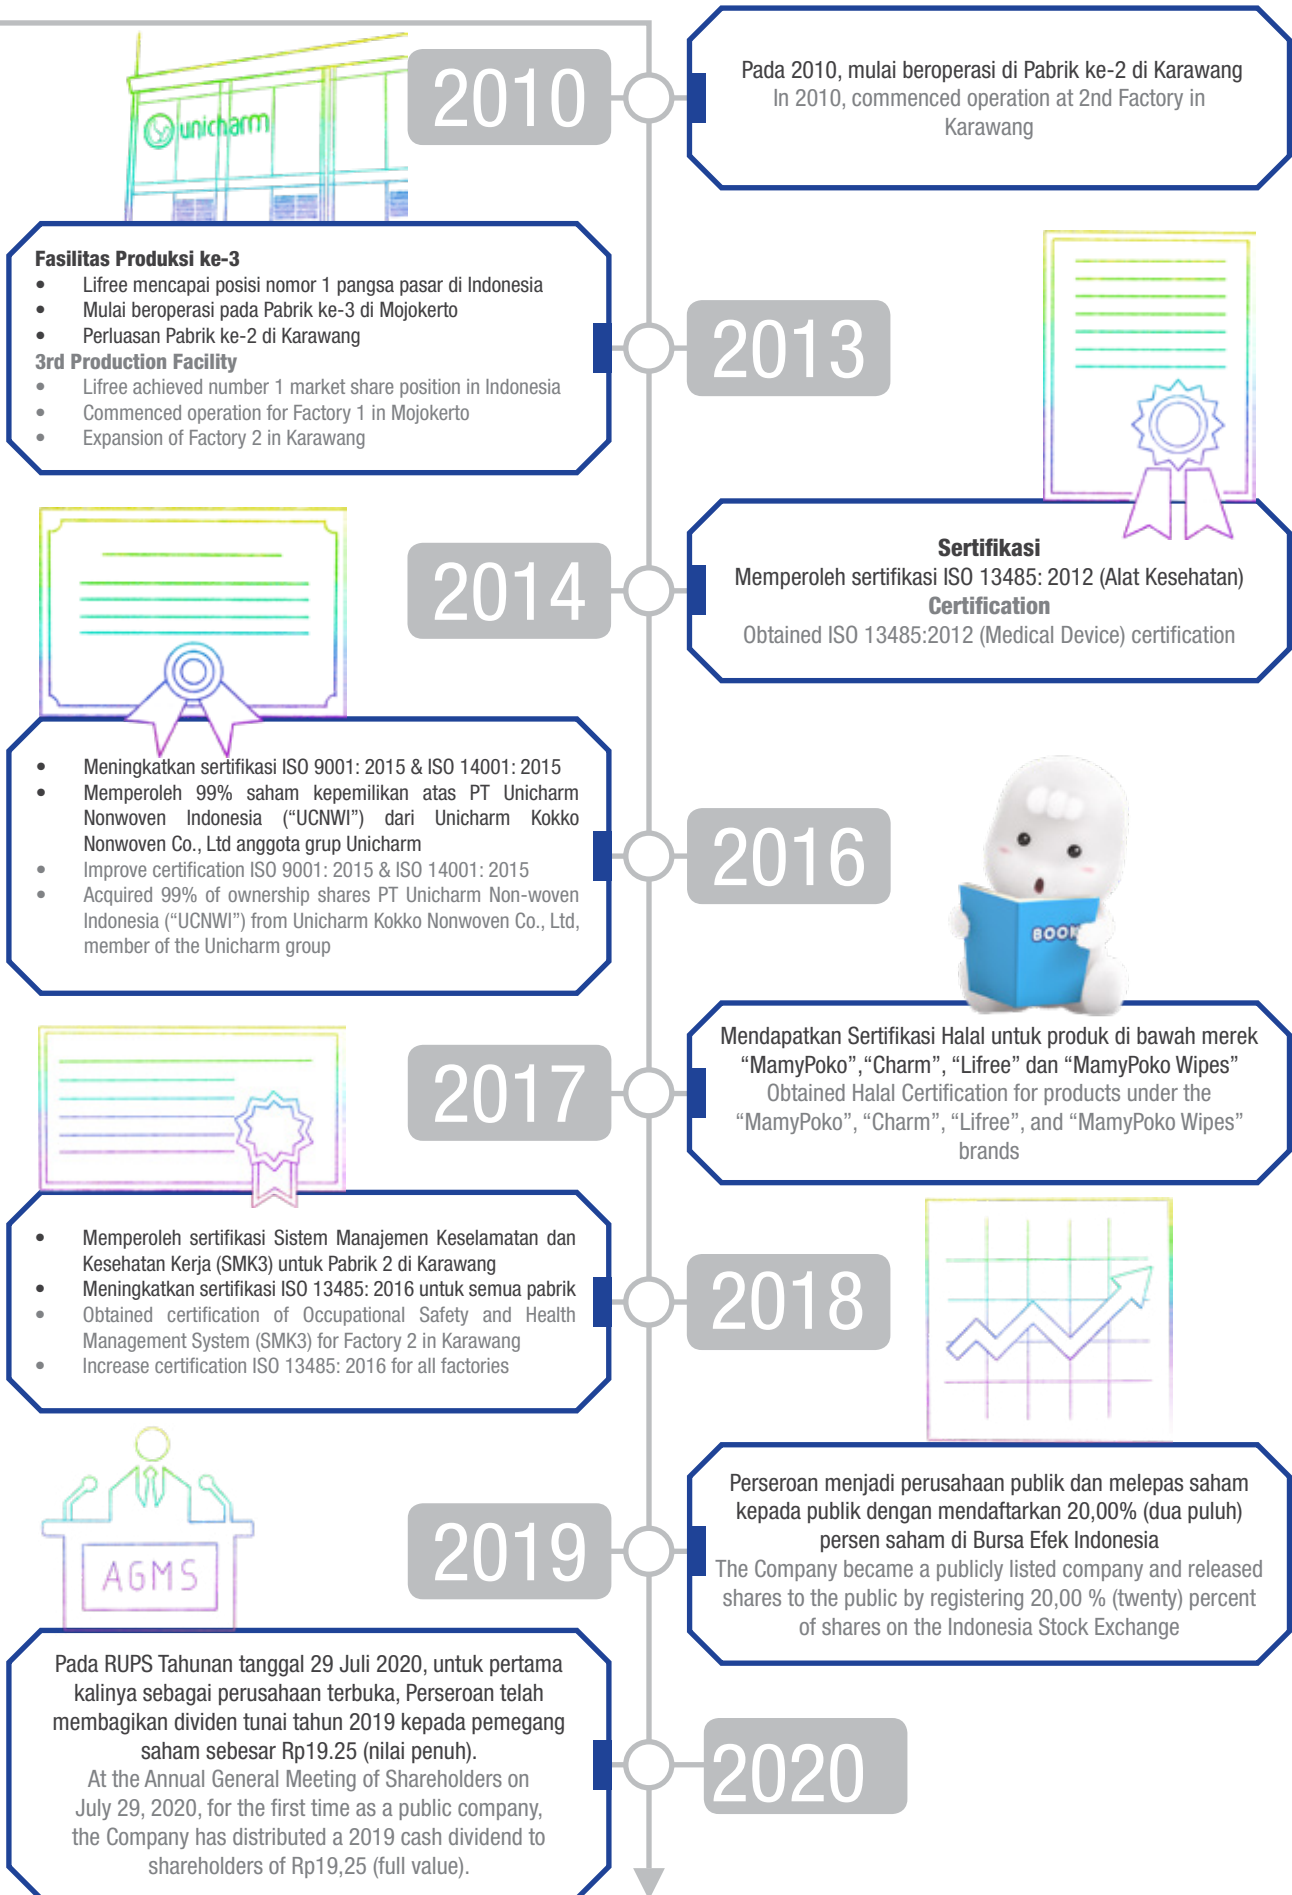 unicharm
2010
Pada 2010, mulai beroperasi di Pabrik ke-2 di Karawang
In 2010, commenced operation at 2nd Factory in
Karawang
Fasilitas Produksi ke-3
• Lifree mencapai posisi nomor 1 pangsa pasar di Indonesia
• Mulai beroperasi pada Pabrik ke-3 di Mojokerto
• Perluasan Pabrik ke-2 di Karawang
3rd Production Facility
• Lifree achieved number 1 market share position in Indonesia
• Commenced operation for Factory 1 in Mojokerto
• Expansion of Factory 2 in Karawang
2013
2014
Sertifikasi
Memperoleh sertifikasi ISO 13485: 2012 (Alat Kesehatan)
Certification
Obtained ISO 13485:2012 (Medical Device) certification
• Meningkatkan sertifikasi ISO 9001: 2015 & ISO 14001: 2015
• Memperoleh 99% saham kepemilikan atas PT Unicharm
Nonwoven Indonesia (“UCNWI”) dari Unicharm Kokko
Nonwoven Co., Ltd anggota grup Unicharm
• Improve certification ISO 9001: 2015 & ISO 14001: 2015
• Acquired 99% of ownership shares PT Unicharm Non-woven
Indonesia (“UCNWI”) from Unicharm Kokko Nonwoven Co., Ltd,
member of the Unicharm group
2016
BOOK
2017
Mendapatkan Sertifikasi Halal untuk produk di bawah merek
“MamyPoko”,“Charm”, “Lifree” dan “MamyPoko Wipes”
Obtained Halal Certification for products under the
“MamyPoko”, “Charm”, “Lifree”, and “MamyPoko Wipes”
brands
• Memperoleh sertifikasi Sistem Manajemen Keselamatan dan
Kesehatan Kerja (SMK3) untuk Pabrik 2 di Karawang
• Meningkatkan sertifikasi ISO 13485: 2016 untuk semua pabrik
• Obtained certification of Occupational Safety and Health
Management System (SMK3) for Factory 2 in Karawang
• Increase certification ISO 13485: 2016 for all factories
2018
AGMS
2019
Perseroan menjadi perusahaan publik dan melepas saham
kepada publik dengan mendaftarkan 20,00% (dua puluh)
persen saham di Bursa Efek Indonesia
The Company became a publicly listed company and released
shares to the public by registering 20,00 % (twenty) percent
of shares on the Indonesia Stock Exchange
Pada RUPS Tahunan tanggal 29 Juli 2020, untuk pertama
kalinya sebagai perusahaan terbuka, Perseroan telah
membagikan dividen tunai tahun 2019 kepada pemegang
saham sebesar Rp19.25 (nilai penuh).
At the Annual General Meeting of Shareholders on
July 29, 2020, for the first time as a public company,
the Company has distributed a 2019 cash dividend to
shareholders of Rp19,25 (full value).
2020